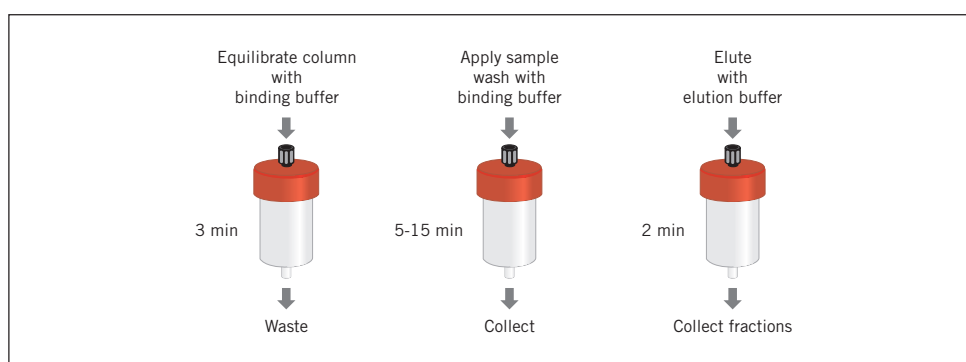 Equilibrate column
with
binding buffer
Apply sample
wash with
binding buffer
Elute
with
elution buffer
3 min
5-15 min
2 min
Waste
Collect
Collect fractions